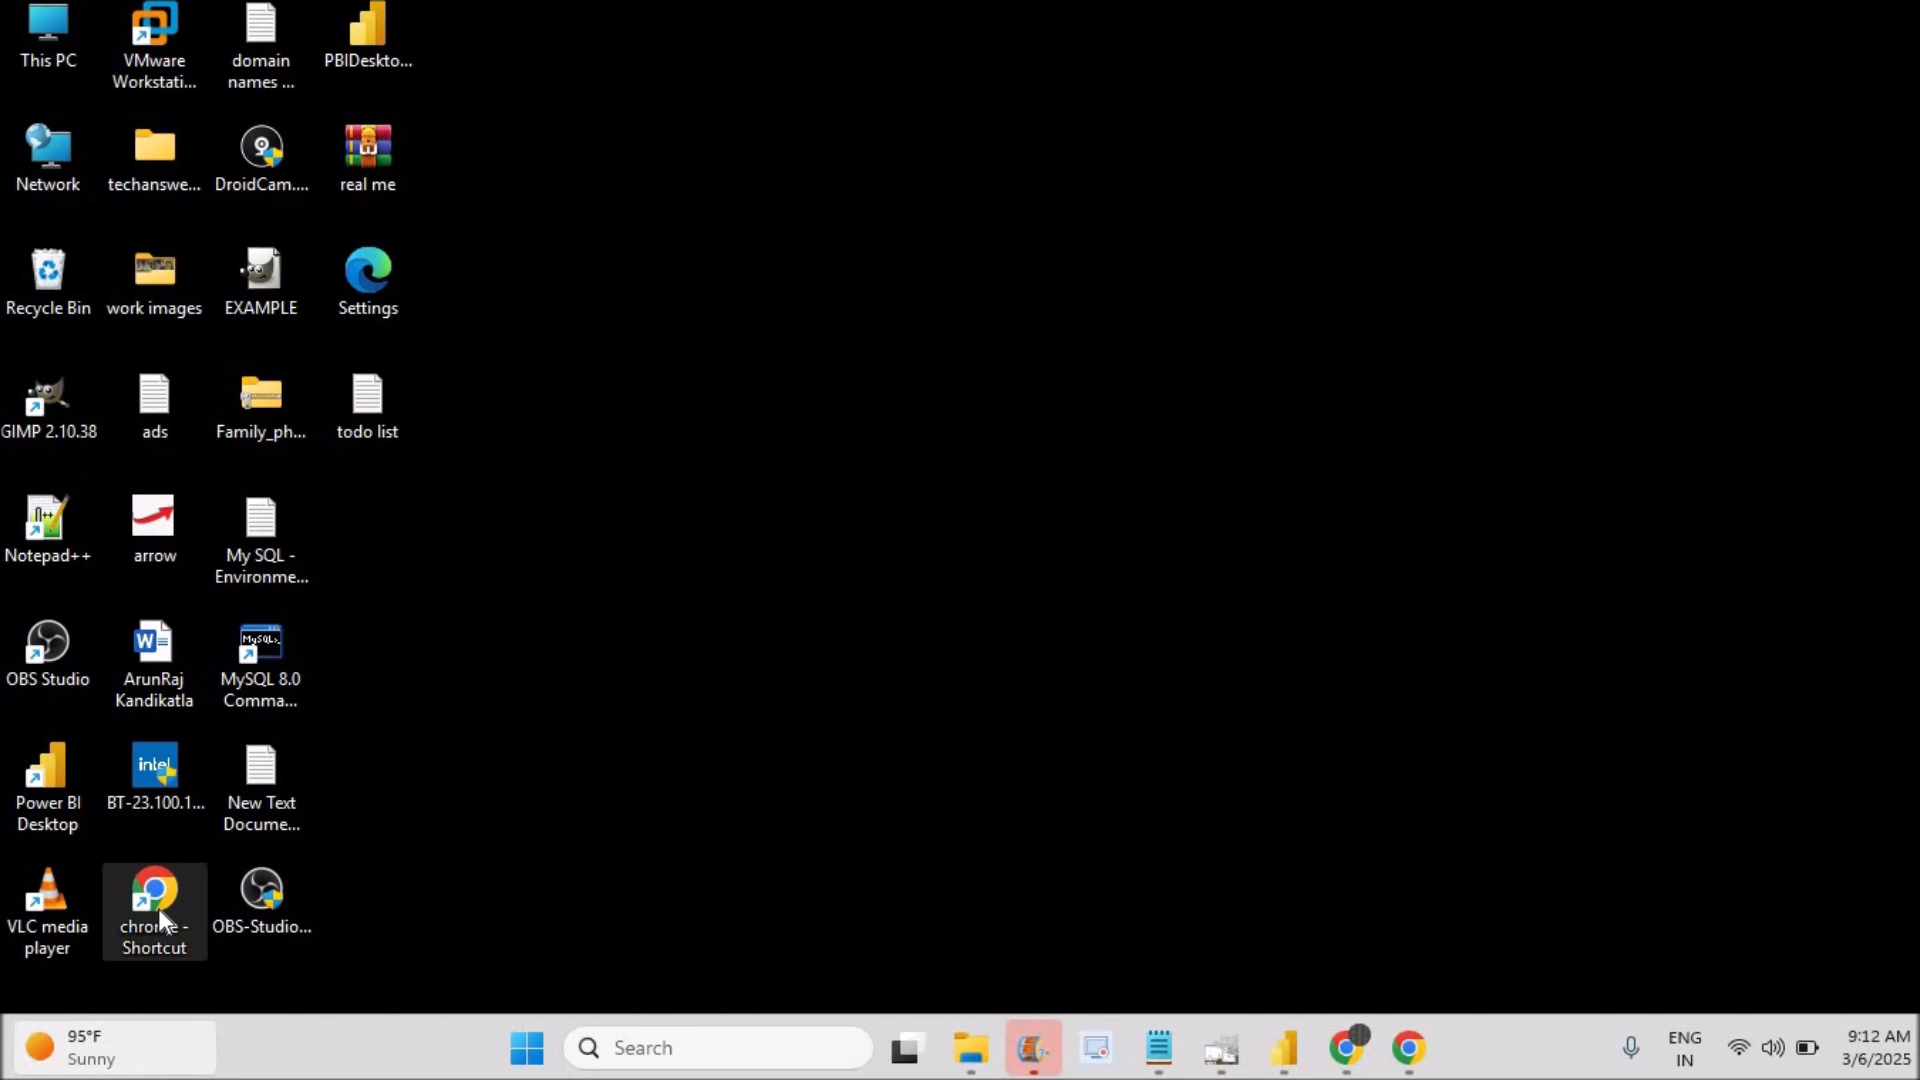 This PC
VMware
Workstati...
domain
names ...
PBIDeskto...
Network
techanswe...
DroidCam....
real me
Recycle Bin
work images
EXAMPLE
Settings
GIMP 2.10.38
ads
Family_ph...
todo list
Notepad++
arrow
My SQL -
Environme...
OBS Studio
ArunRaj
Kandikatla
MySQL 8.0
Comma...
Power BI
Desktop
intel
BT-23.100.1...
New Text
Docume...
VLC media
player
chrome -
Shortcut
OBS-Studio...
95°F
Sunny
Search
ENG
IN
9:12 AM
3/6/2025